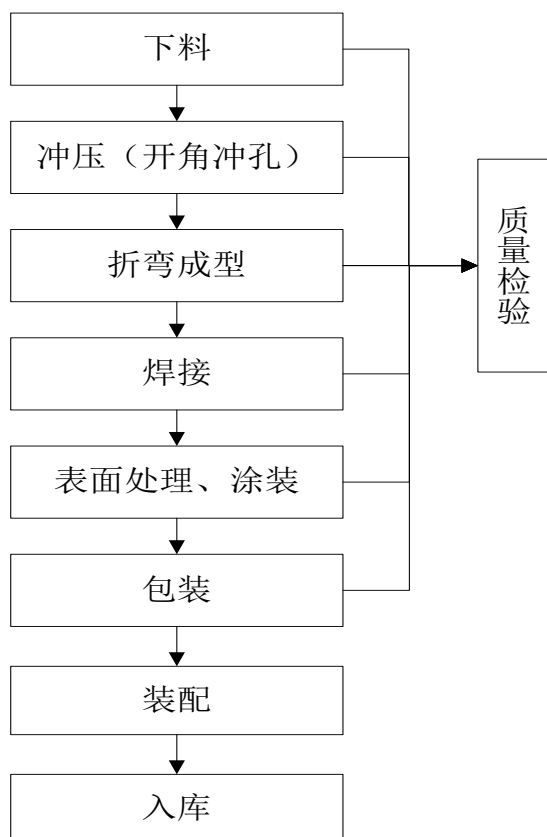 下料
冲压（开角冲孔）
折弯成型
焊接
表面处理、涂装
包装
装配
入库
质量检验